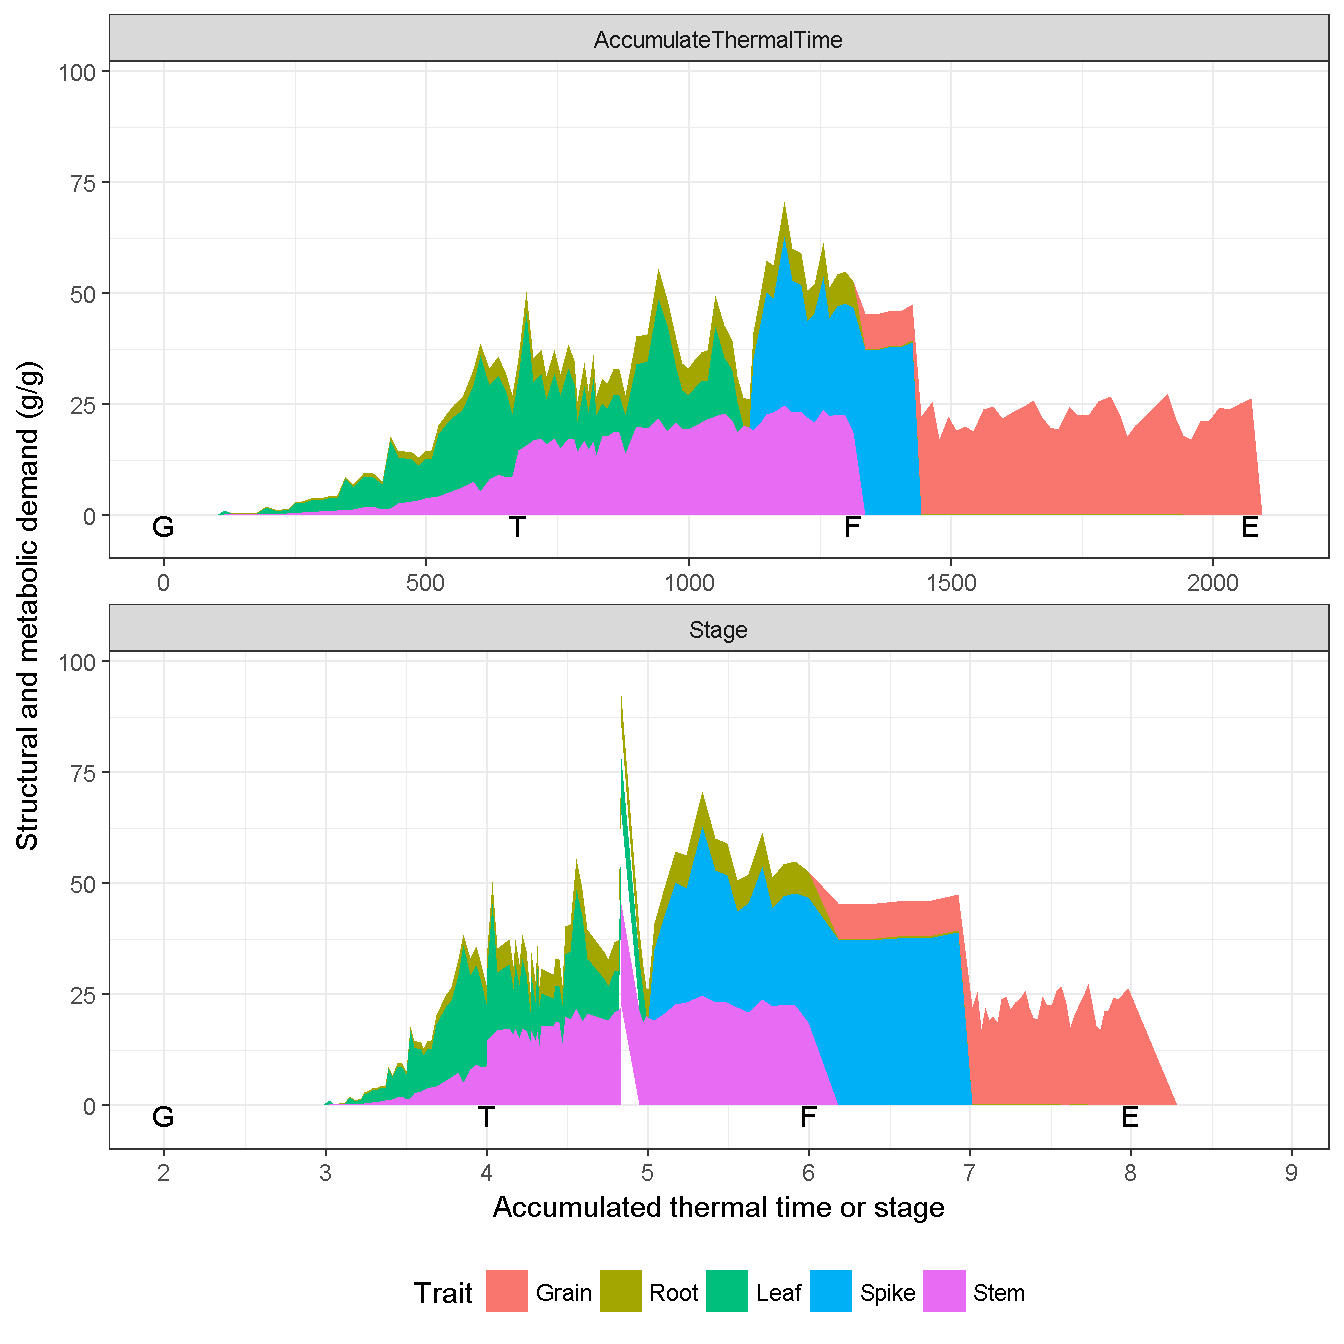 AccumulateThermalTime
100
75
50
25
0
G T F E
0 500 1000 1500 2000
Structural and metabolic demand (g/g)
Stage
100
75
50
25
0
G T F E
2 3 4 5 6 7 8 9
Accumulated thermal time or stage
Trait Grain Root Leaf Spike Stem